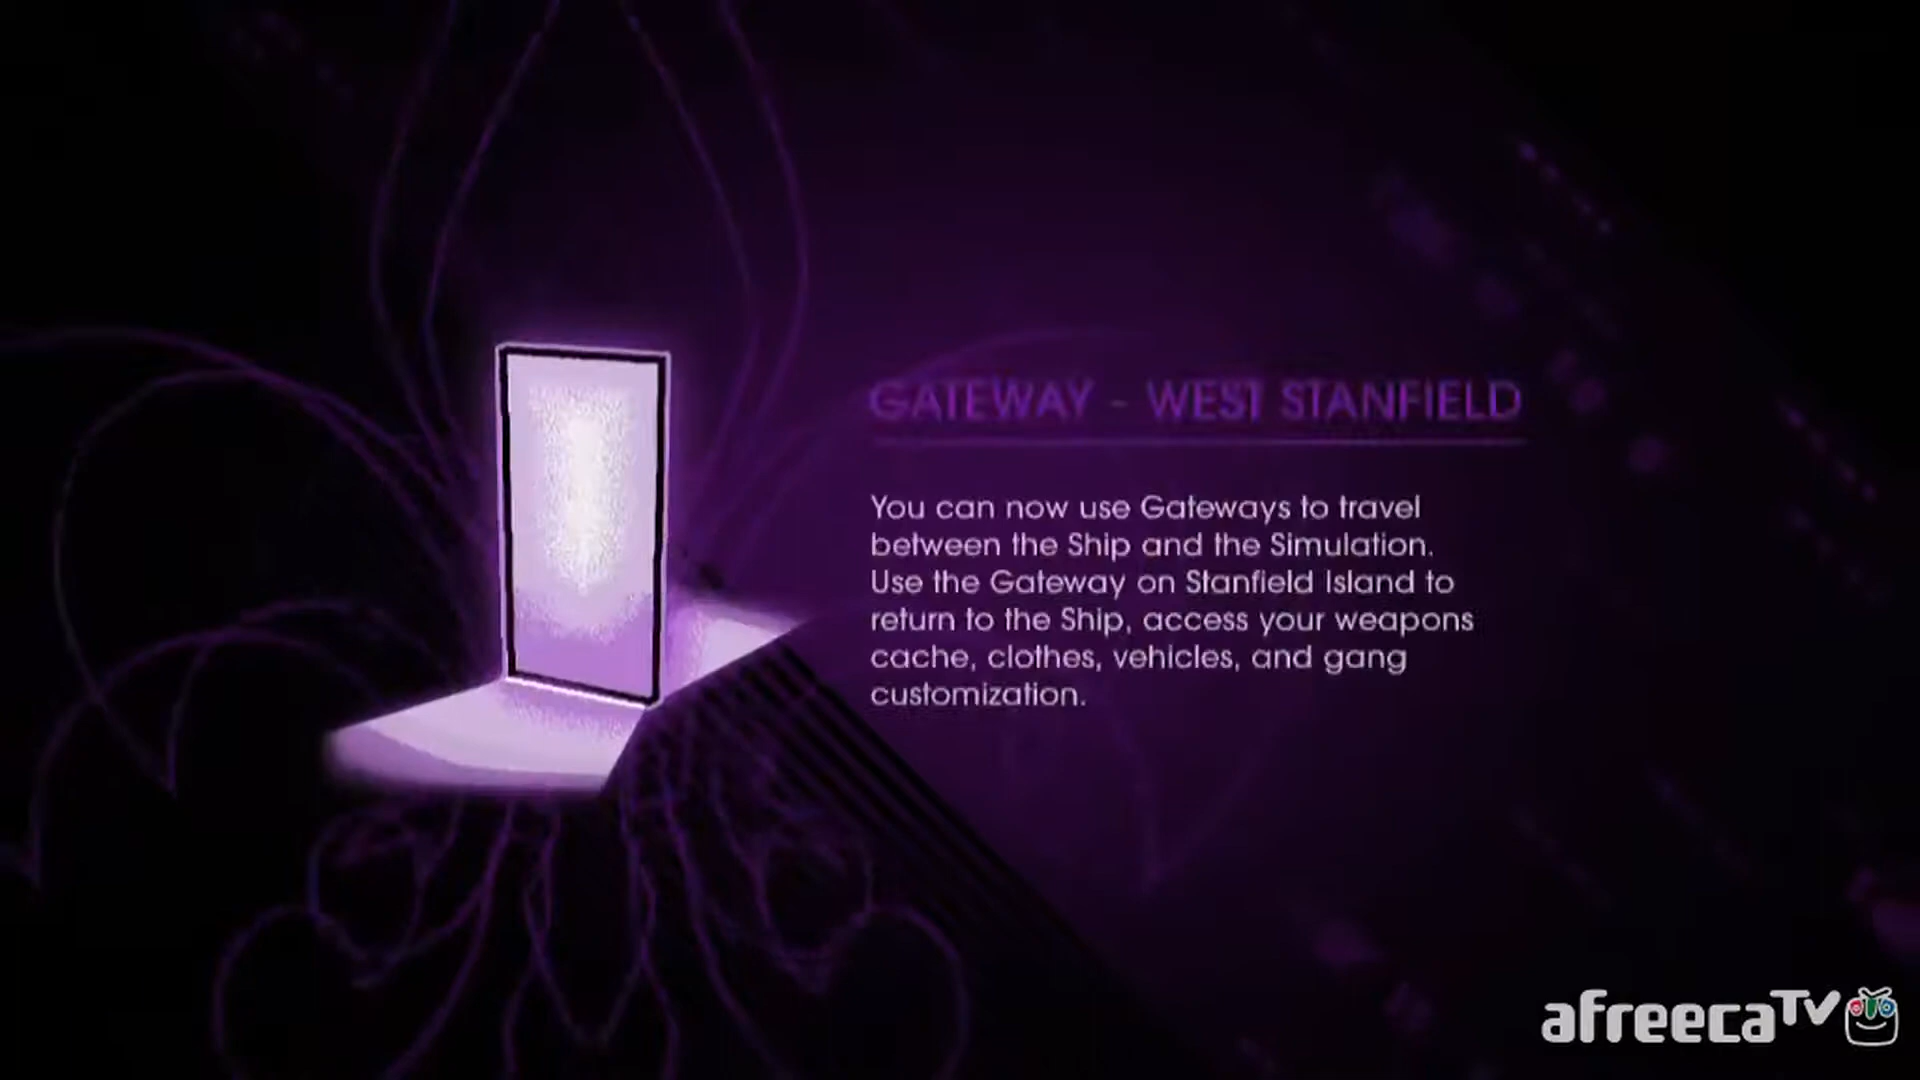 GATEWAY - WEST STANFIELD
You can now use Gateways to travel
between the Ship and the Simulation.
Use the Gateway on Stanfield Island to
return to the Ship, access your weapons
cache, clothes, vehicles, and gang
customization.
afreecaTV